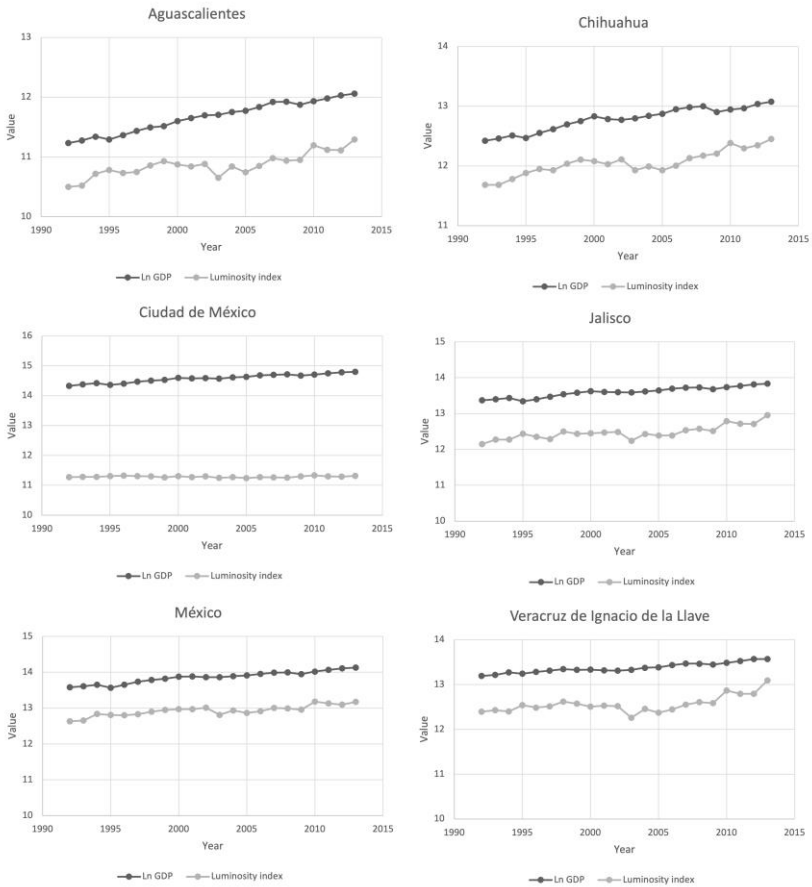 Aguascalientes
13
12
11
10
Value
1990 1995 2000 2005 2010 2015
Year
Ln GDP Luminosity index
Chihuahua
14
13
12
11
Value
1990 1995 2000 2005 2010 2015
Year
Ln GDP Luminosity index
Ciudad de México
16
15
14
13
12
11
10
Value
1990 1995 2000 2005 2010 2015
Year
Ln GDP Luminosity index
Jalisco
15
14
13
12
11
10
Value
1990 1995 2000 2005 2010 2015
Year
Ln GDP Luminosity index
México
15
14
13
12
11
10
Value
1990 1995 2000 2005 2010 2015
Year
Ln GDP Luminosity index
Veracruz de Ignacio de la Llave
14
13
12
11
10
Value
1990 1995 2000 2005 2010 2015
Year
Ln GDP Luminosity index